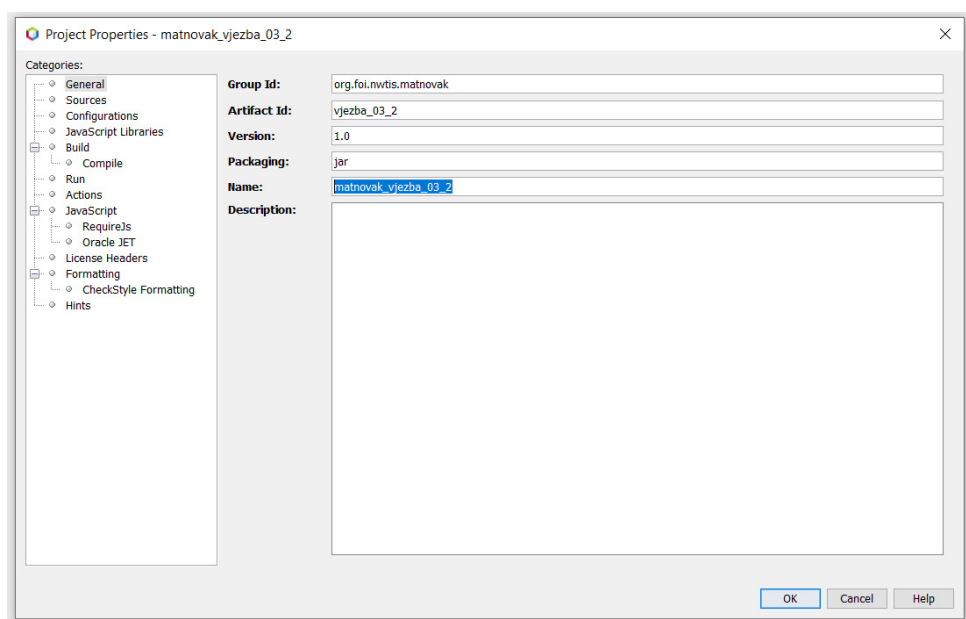 Project Properties - matnovak_vjezba_03_2
Categories:
General
Sources
Configurations
JavaScript Libraries
Build
Compile
Run
Actions
JavaScript
RequireJs
Oracle JET
License Headers
Formatting
CheckStyle Formatting
Hints
Group Id: org.foi.nwtis.matnovak
Artifact Id: vjezba_03_2
Version: 1.0
Packaging: jar
Name: matnovak_vjezba_03_2
Description:
OK Cancel Help